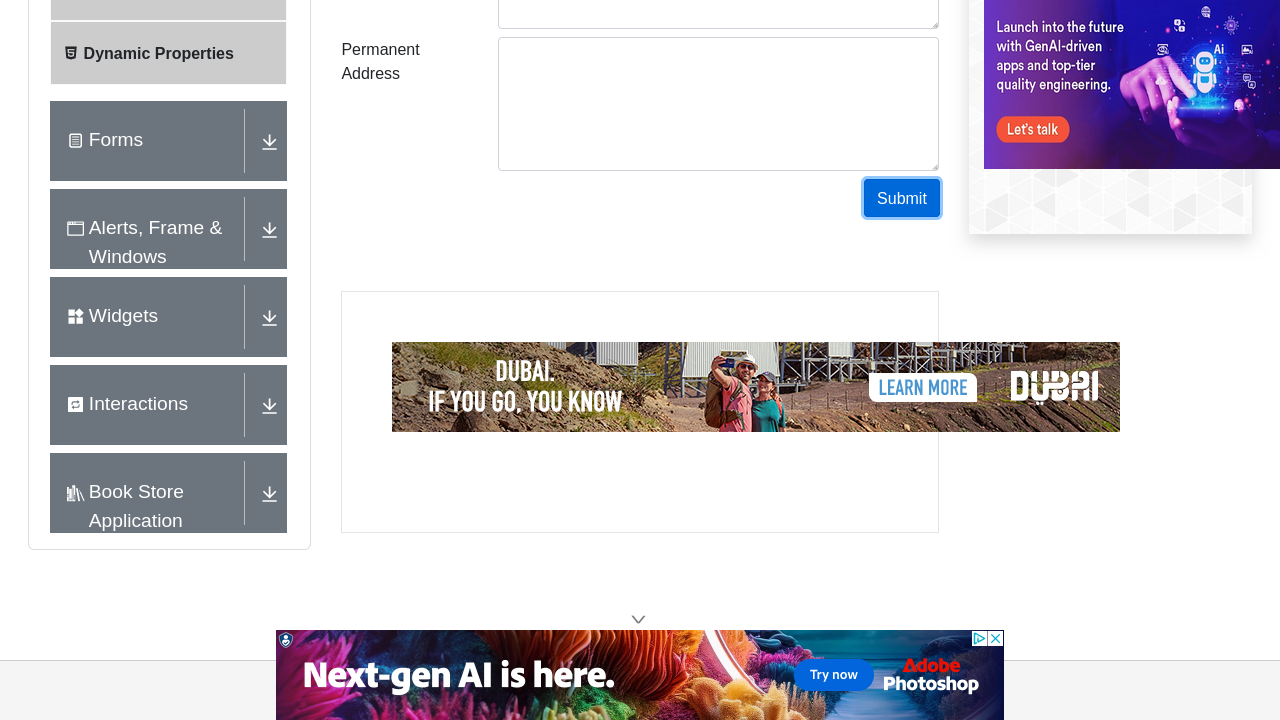 Dynamic Properties
Forms
Alerts, Frame &
Windows
Widgets
Interactions
Book Store
Application
Permanent
Address
Submit
Launch into the future
with GenAI-driven
apps and top-tier
quality engineering.
Let's talk
Ai
DUBAI.
IF YOU GO, YOU KNOW
LEARN MORE
DUBAI
Next-gen AI is here.
Try now
Adobe
Photoshop